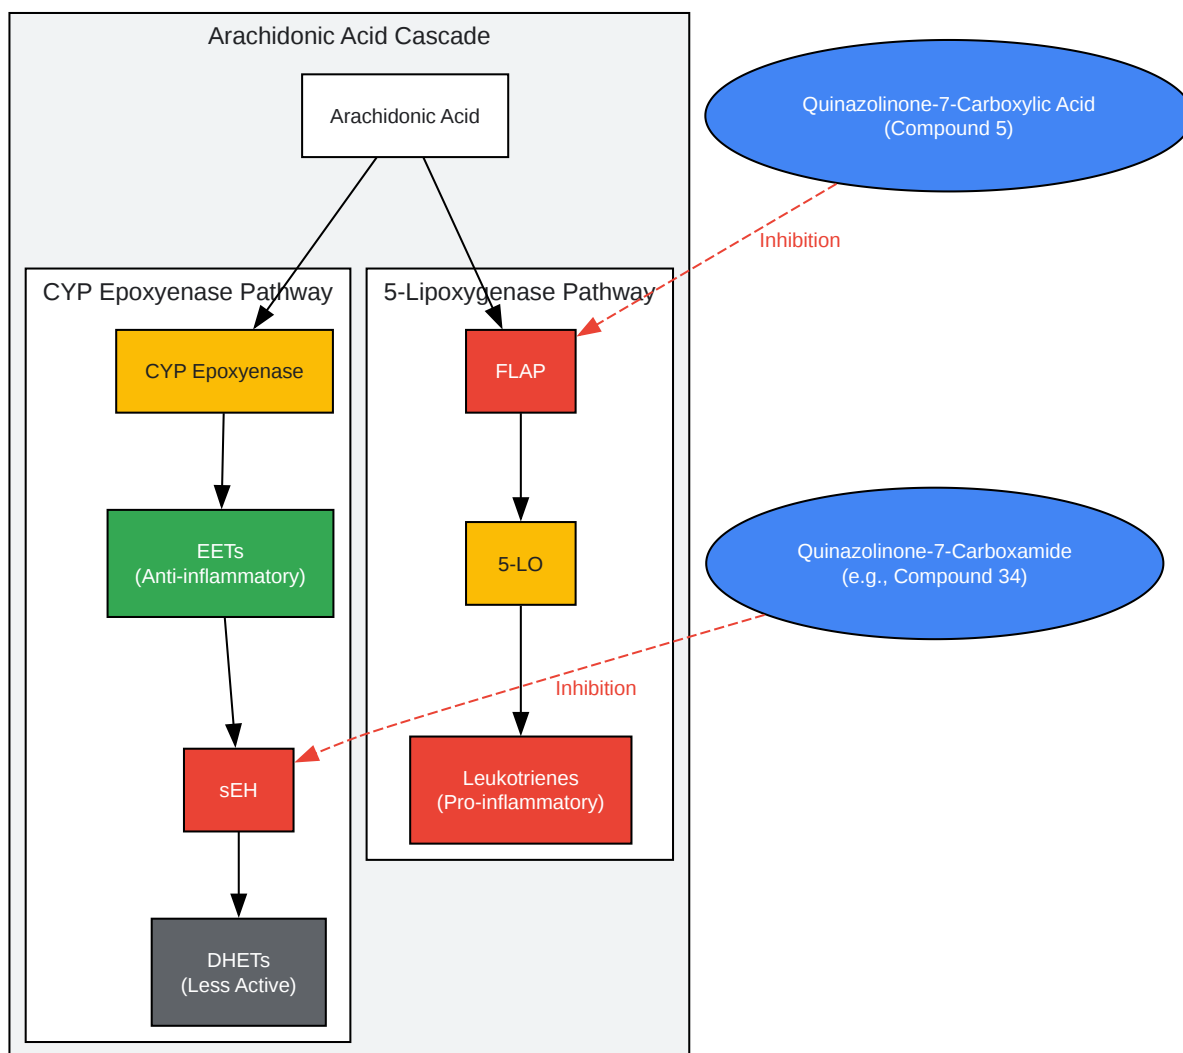 Arachidonic Acid Cascade
Arachidonic Acid
Quinazolinone-7-Carboxylic Acid
(Compound 5)
Inhibition
CYP Epoxyenase Pathway
5-Lipoxygenase Pathway
CYP Epoxyenase
FLAP
EETs
(Anti-inflammatory)
5-LO
Quinazolinone-7-Carboxamide
(e.g., Compound 34)
Inhibition
sEH
Leukotrienes
(Pro-inflammatory)
DHETs
(Less Active)